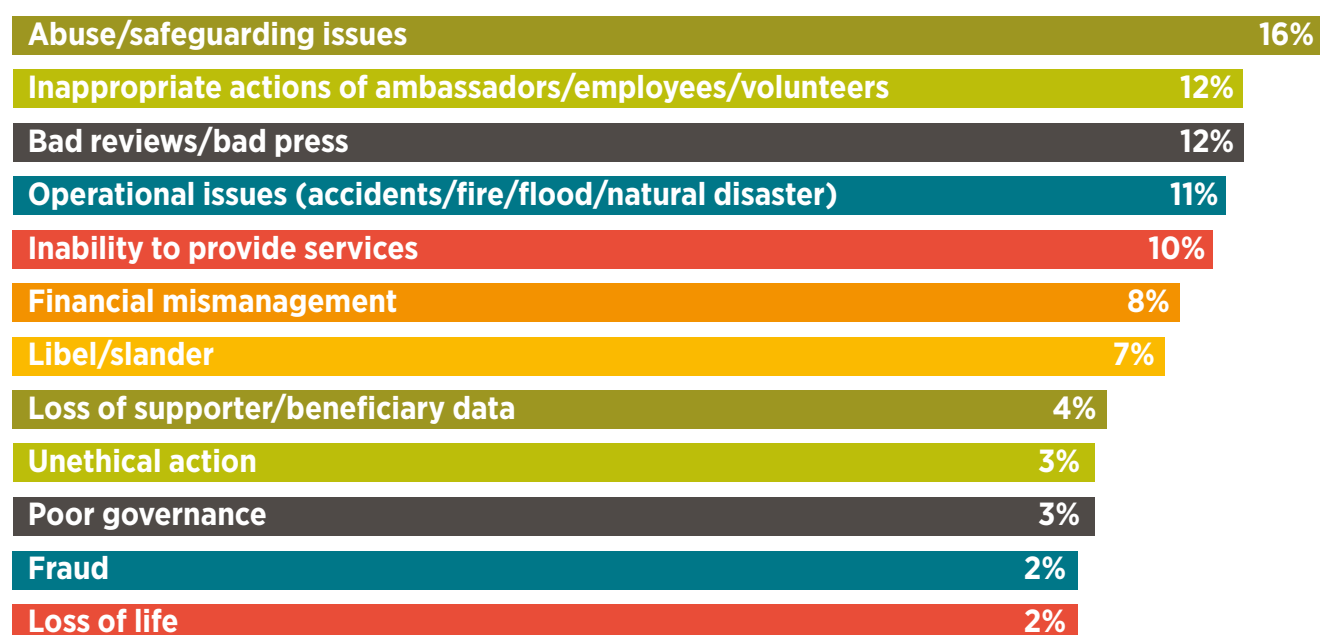 Abuse/safeguarding issues 16%
Inappropriate actions of ambassadors/employees/volunteers 12%
Bad reviews/bad press 12%
Operational issues (accidents/fire/flood/natural disaster) 11%
Inability to provide services 10%
Financial mismanagement 8%
Libel/slander 7%
Loss of supporter/beneficiary data 4%
Unethical action 3%
Poor governance 3%
Fraud 2%
Loss of life 2%